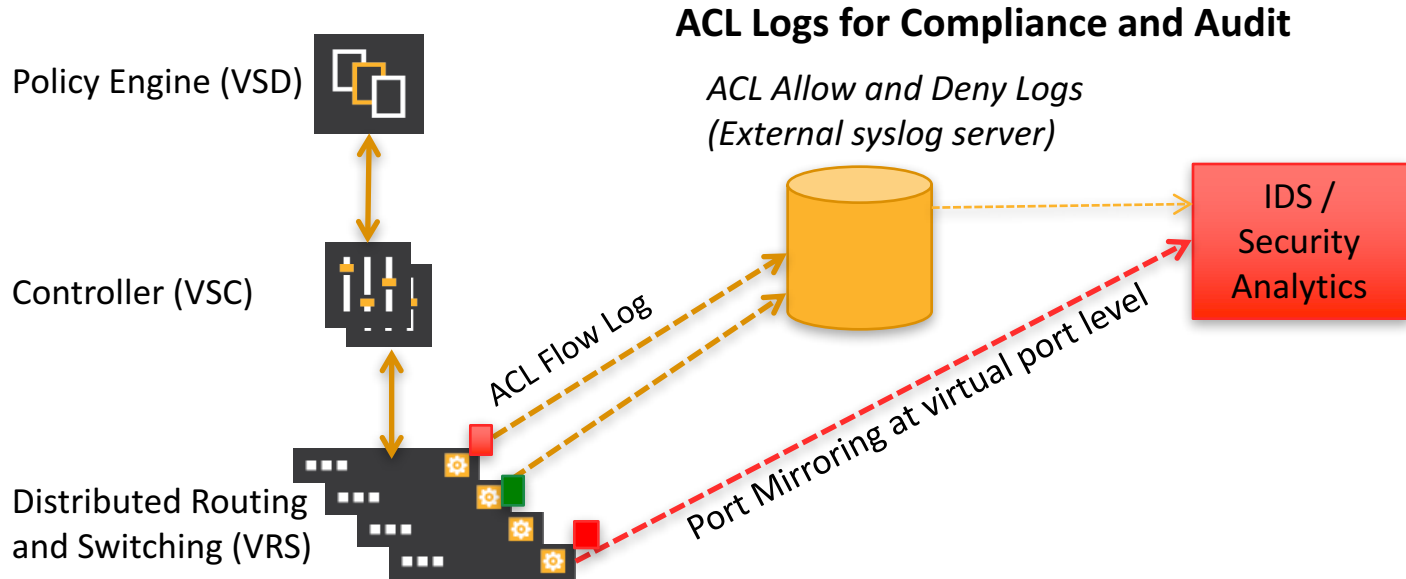 ACL Logs for Compliance and Audit
Policy Engine (VSD)
ACL Allow and Deny Logs
(External syslog server)
IDS /
Security
Analytics
Controller (VSC)
ACL Flow Log
Port Mirroring at virtual port level
Distributed Routing
and Switching (VRS)